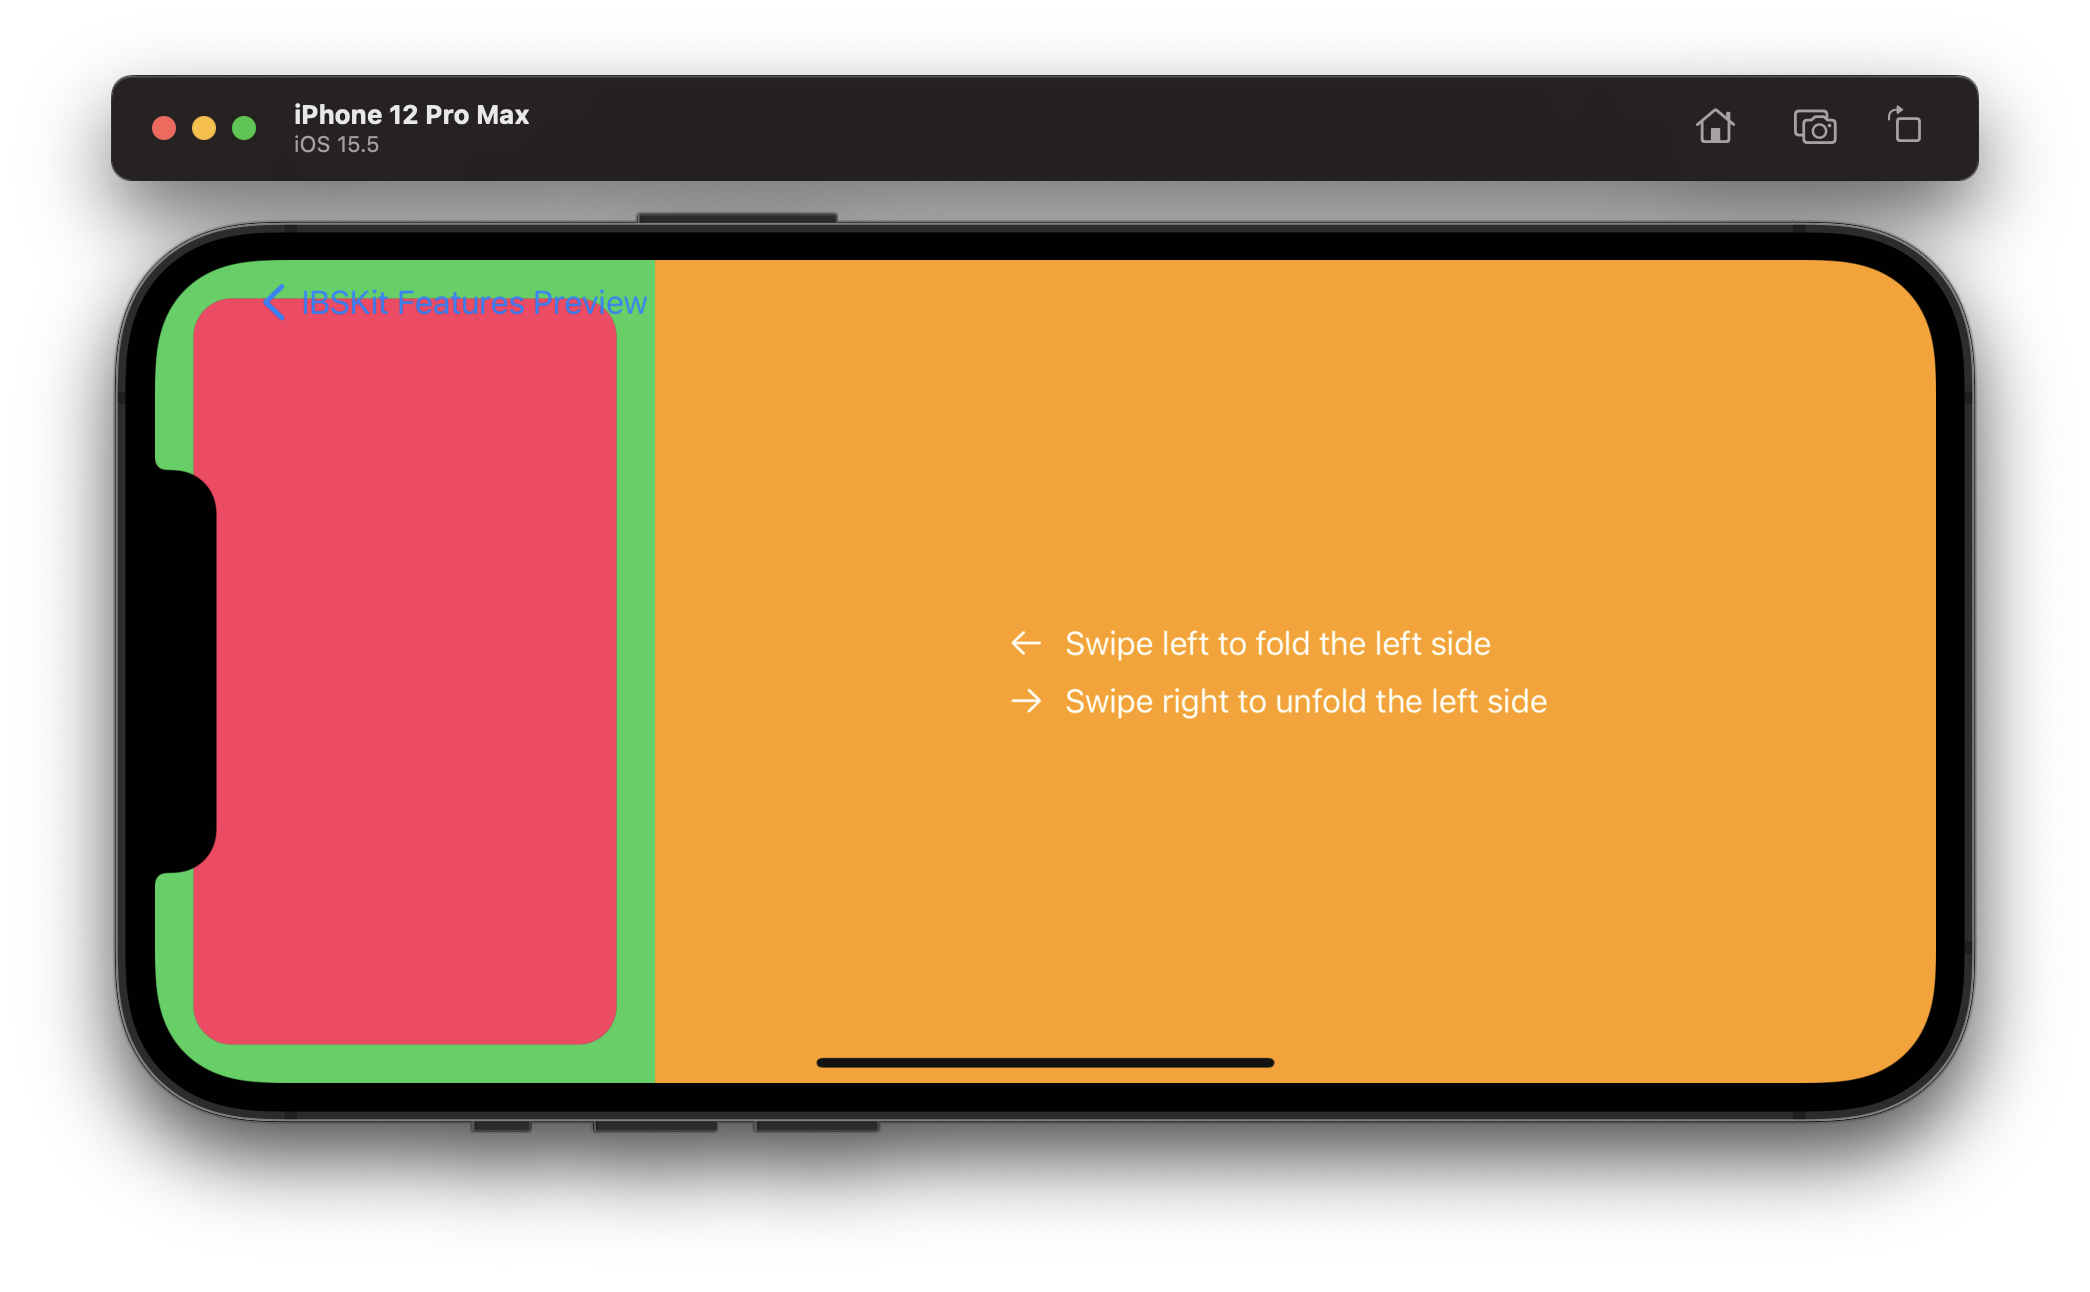 iPhone 12 Pro Max
iOS 15.5
IBSKit Features Preview
Swipe left to fold the left side
Swipe right to unfold the left side